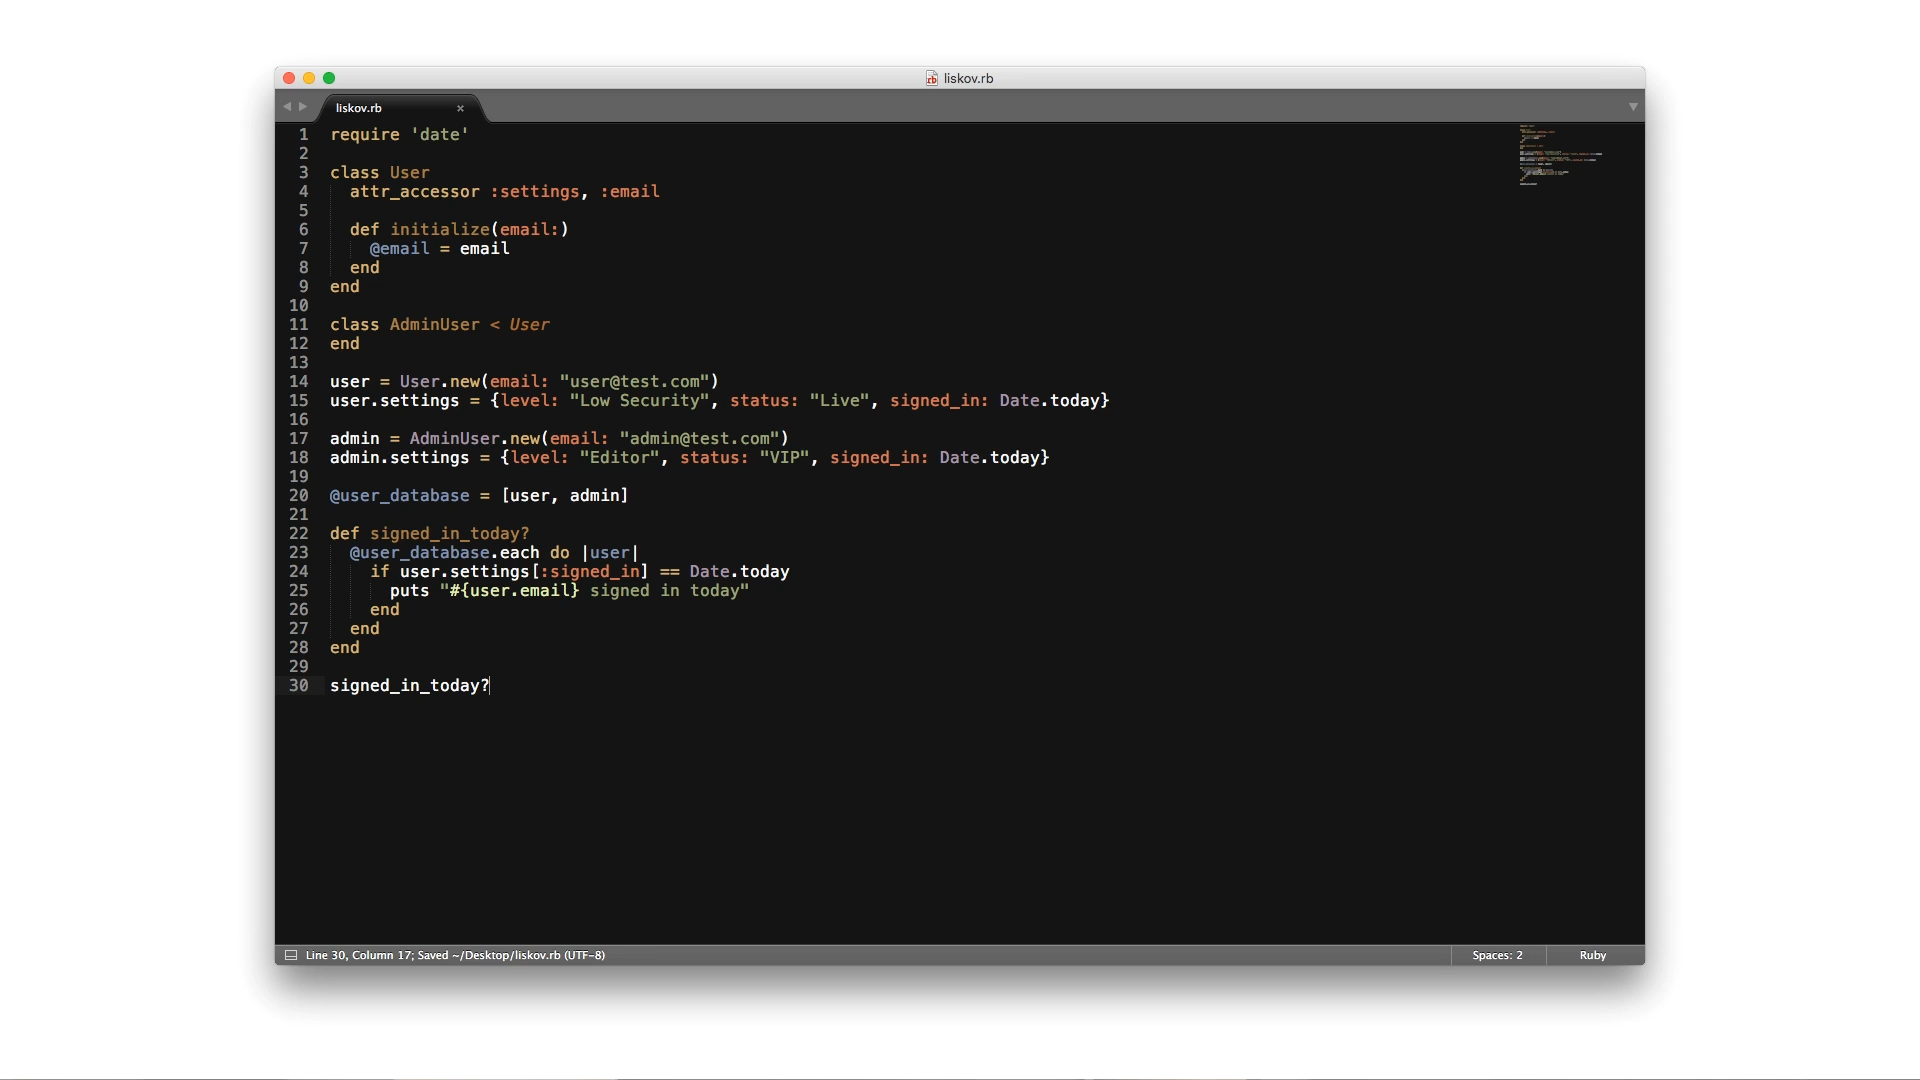 liskov.rb
liskov.rb
1 require 'date'
2
3 class User
4   attr_accessor :settings, :email
5
6   def initialize(email:)
7     @email = email
8   end
9 end
10
11 class AdminUser < User
12 end
13
14 user = User.new(email: "user@test.com")
15 user.settings = {level: "Low Security", status: "Live", signed_in: Date.today}
16
17 admin = AdminUser.new(email: "admin@test.com")
18 admin.settings = {level: "Editor", status: "VIP", signed_in: Date.today}
19
20 @user_database = [user, admin]
21
22 def signed_in_today?
23   @user_database.each do |user|
24     if user.settings[:signed_in] == Date.today
25       puts "#{user.email} signed in today"
26     end
27   end
28 end
29
30 signed_in_today?
Line 30, Column 17; Saved ~/Desktop/liskov.rb (UTF-8) Spaces: 2 Ruby